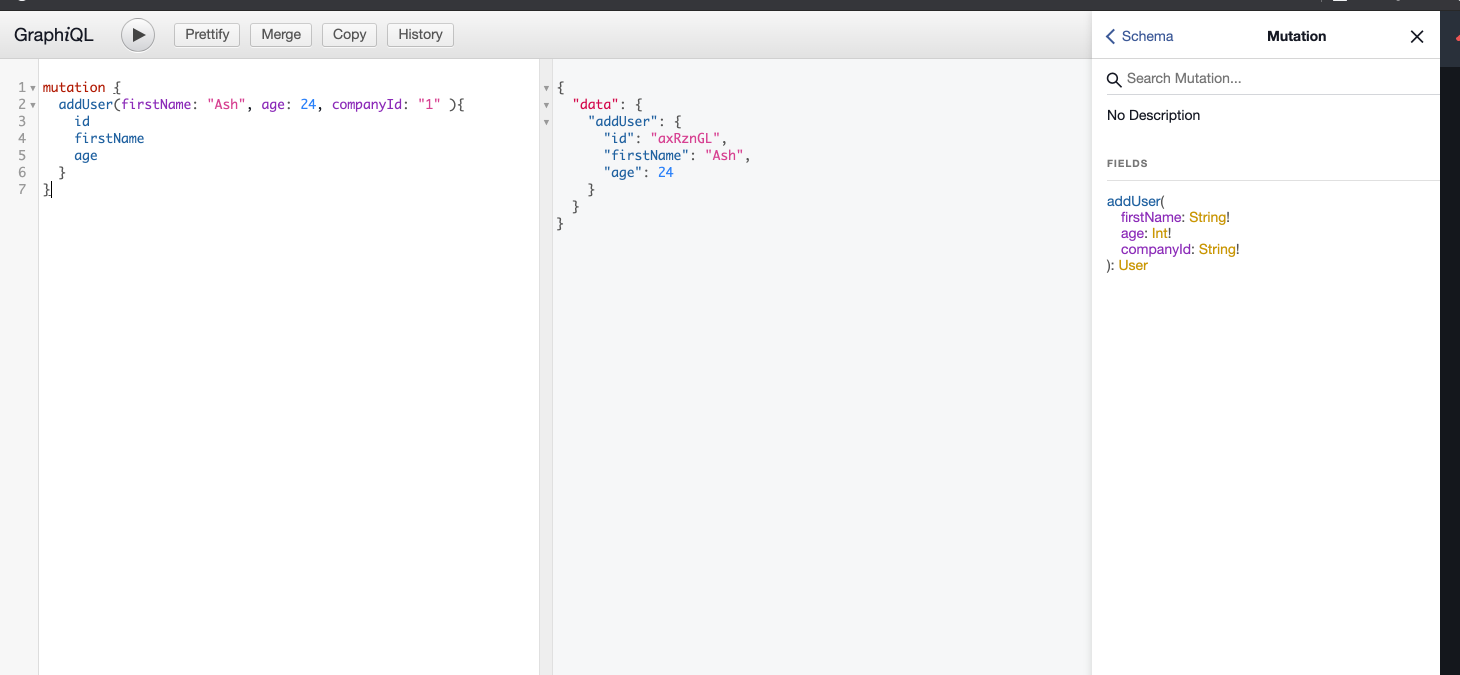 GraphiQL Prettify Merge Copy History
1 mutation {
2 addUser(firstName: "Ash", age: 24, companyId: "1" ){
3 id
4 firstName
5 age
6 }
7 }
{
"data": {
"addUser": {
"id": "axRznGL",
"firstName": "Ash",
"age": 24
}
}
}
Schema Mutation
Search Mutation...
No Description
FIELDS
addUser(
firstName: String!
age: Int!
companyId: String!
): User